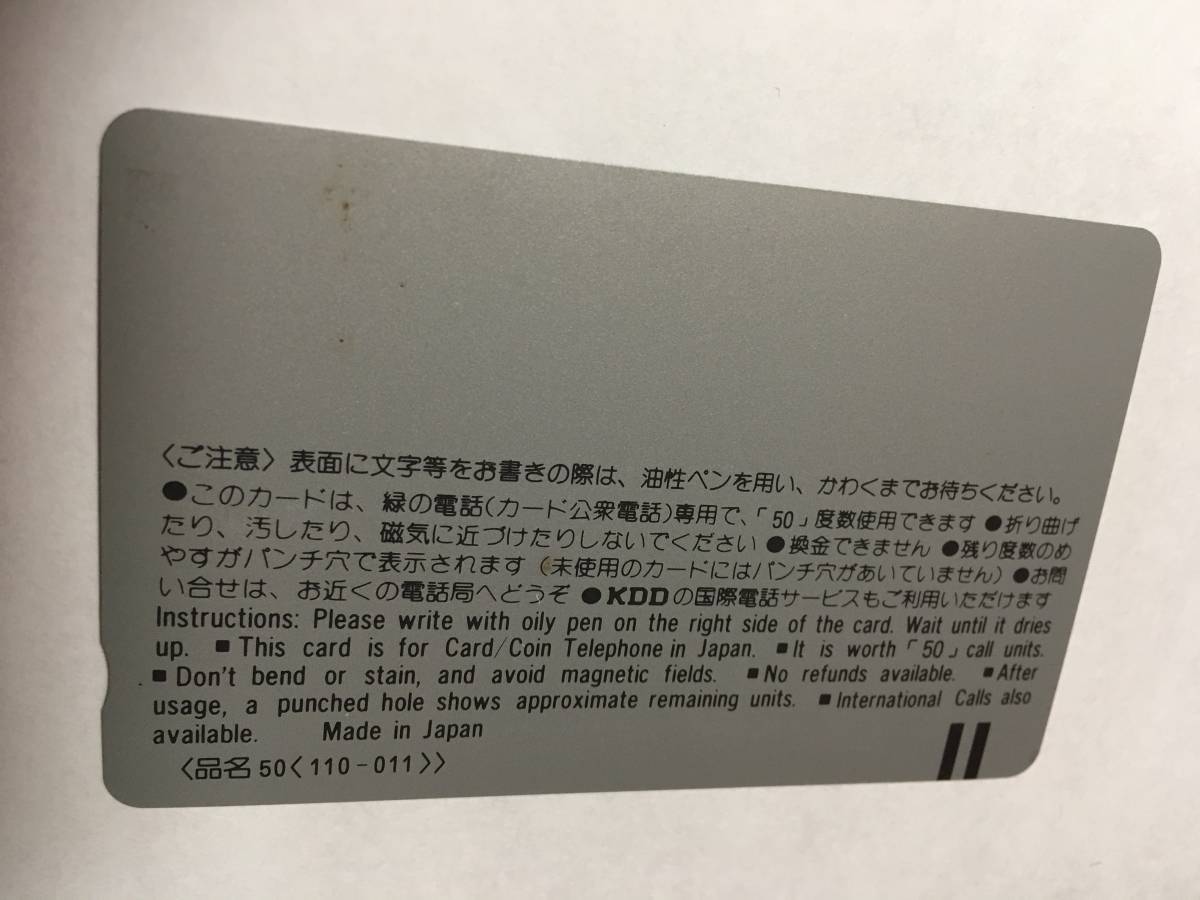 〈ご注意〉表面に文字等をお書きの際は、油性ペンを用い、かわくまでお待ちください。
●このカードは、緑の電話(カード公衆電話)専用で、「50」度数使用できます ●折り曲げ
たり、汚したり、磁気に近づけたりしないでください ●換金できません ●残り度数のめ
やすがパンチ穴で表示されます (未使用のカードにはパンチ穴があいていません) ●お問
い合せは、お近くの電話局へどうぞ ●KDDの国際電話サービスもご利用いただけます
Instructions: Please write with oily pen on the right side of the card. Wait until it dries
up. ■This card is for Card/Coin Telephone in Japan. ■It is worth「50」call units.
■Don't bend or stain, and avoid magnetic fields. ■No refunds available. ■After
usage, a punched hole shows approximate remaining units. ■International Calls also
available. Made in Japan
〈品名50〈110-011〉〉